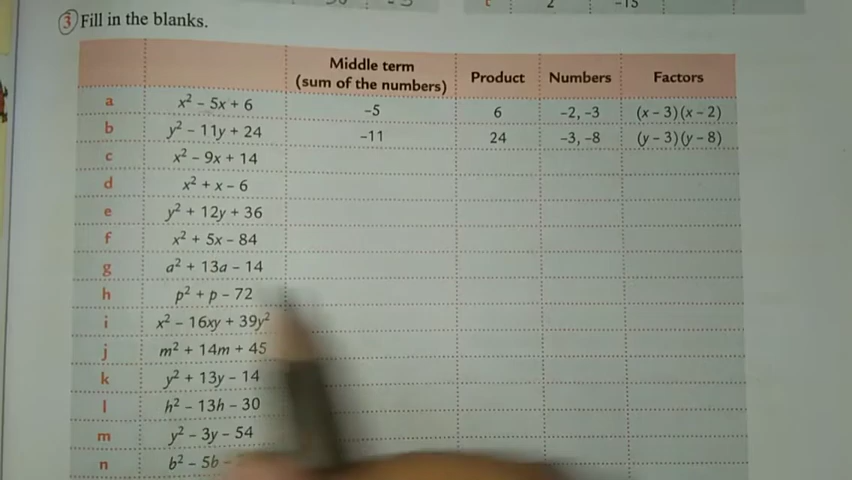 2 -15
3 Fill in the blanks.
Middle term (sum of the numbers) Product Numbers Factors
a x² − 5x + 6 −5 6 −2, −3 (x − 3)(x − 2)
b y² − 11y + 24 −11 24 −3, −8 (y − 3)(y − 8)
c x² − 9x + 14
d x² + x − 6
e y² + 12y + 36
f x² + 5x − 84
g a² + 13a − 14
h p² + p − 72
i x² − 16xy + 39y²
j m² + 14m + 45
k y² + 13y − 14
l h² − 13h − 30
m y² − 3y − 54
n b² − 5b −